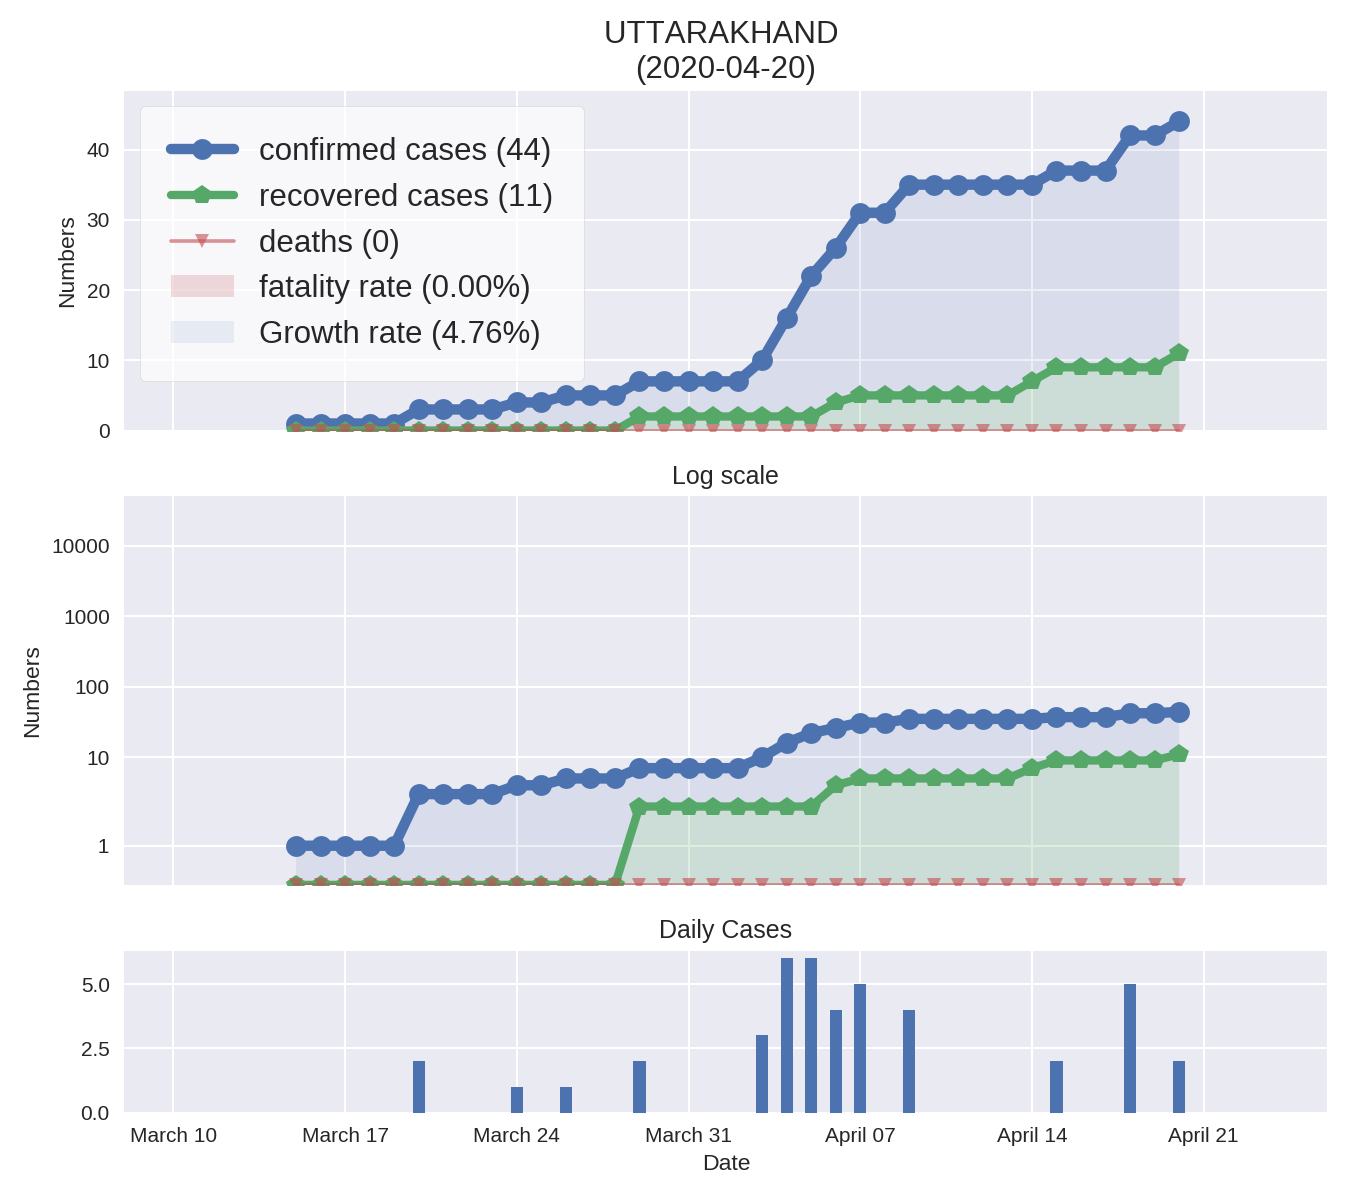 UTTARAKHAND
(2020-04-20)
confirmed cases (44)
recovered cases (11)
deaths (0)
fatality rate (0.00%)
Growth rate (4.76%)
Numbers
40
30
20
10
0
Log scale
Numbers
10000
1000
100
10
1
Daily Cases
5.0
2.5
0.0
March 10 March 17 March 24 March 31 April 07 April 14 April 21
Date